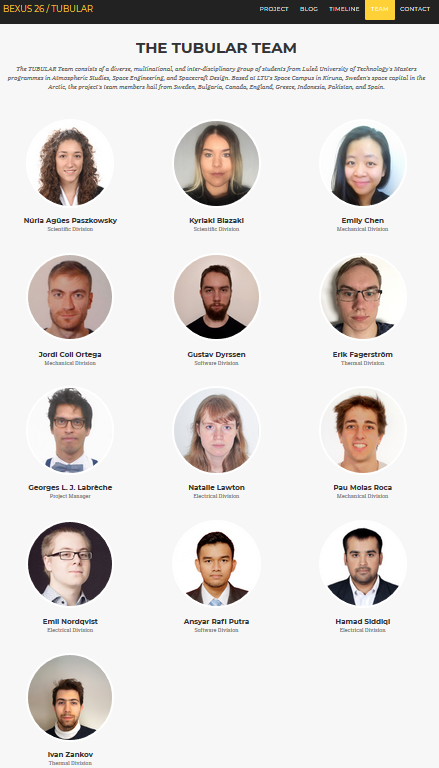 BEXUS 26 / TUBULAR
PROJECT BLOG TIMELINE TEAM CONTACT
THE TUBULAR TEAM
The TUBULAR Team consists of a diverse, multinational, and inter-disciplinary group of students from Luleå University of Technology's Masters
programmes in Atmospheric Studies, Space Engineering, and Spacecraft Design. Based at LTU's Space Campus in Kiruna, Sweden's space capital in the
Arctic, the project's team members hail from Sweden, Bulgaria, Canada, England, Greece, Indonesia, Pakistan, and Spain.
Núria Agües Paszkowsky
Scientific Division
Kyriaki Blazaki
Scientific Division
Emily Chen
Mechanical Division
Jordi Coll Ortega
Mechanical Division
Gustav Dyrssen
Software Division
Erik Fagerström
Thermal Division
Georges L. J. Labrèche
Project Manager
Natalie Lawton
Electrical Division
Pau Molas Roca
Mechanical Division
Emil Nordqvist
Electrical Division
Ansyar Rafi Putra
Software Division
Hamad Siddiqi
Electrical Division
Ivan Zankov
Thermal Division